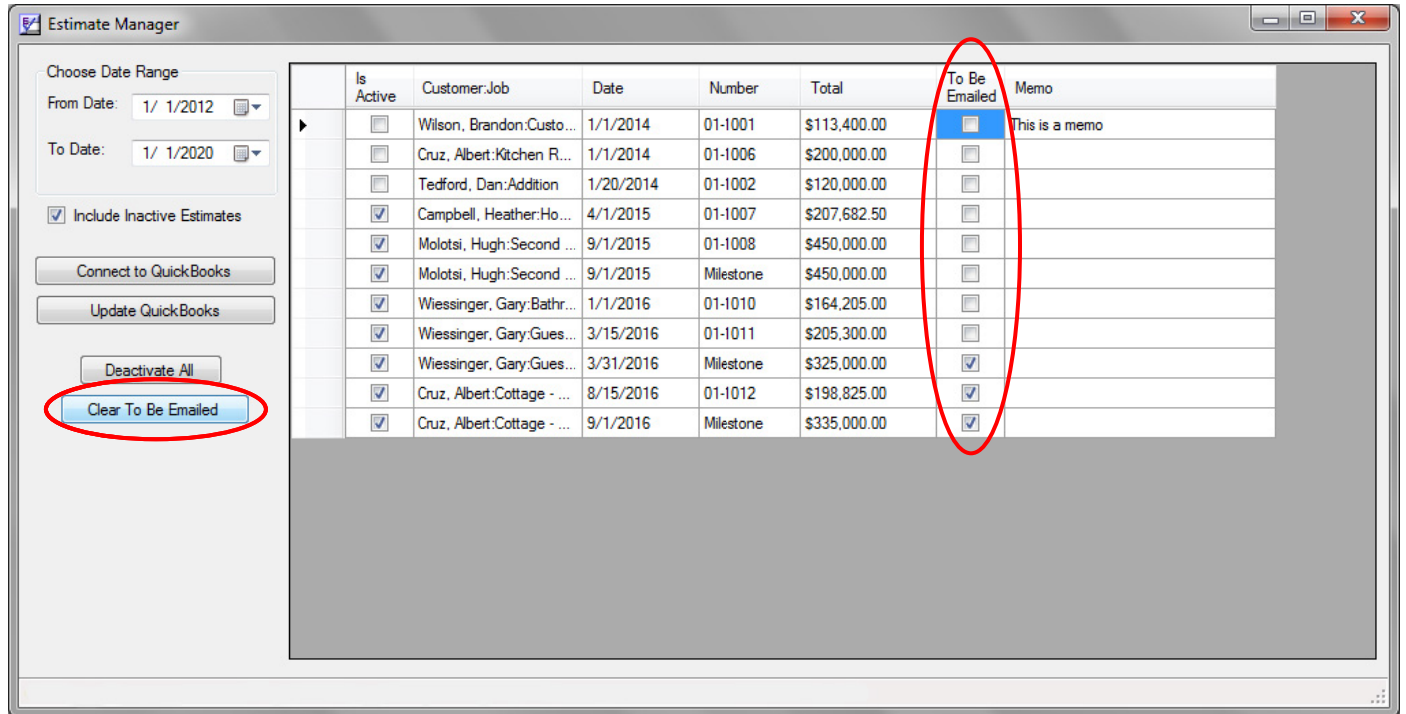 Estimate Manager
Choose Date Range
From Date: 1/ 1/2012
To Date: 1/ 1/2020
Include Inactive Estimates
Connect to QuickBooks
Update QuickBooks
Deactivate All
Clear To Be Emailed
Is Active Customer:Job Date Number Total To Be Emailed Memo
Wilson, Brandon:Custo... 1/1/2014 01-1001 $113,400.00 This is a memo
Cruz, Albert:Kitchen R... 1/1/2014 01-1006 $200,000.00
Tedford, Dan:Addition 1/20/2014 01-1002 $120,000.00
Campbell, Heather:Ho... 4/1/2015 01-1007 $207,682.50
Molotsi, Hugh:Second ... 9/1/2015 01-1008 $450,000.00
Molotsi, Hugh:Second ... 9/1/2015 Milestone $450,000.00
Wiessinger, Gary:Bathr... 1/1/2016 01-1010 $164,205.00
Wiessinger, Gary:Gues... 3/15/2016 01-1011 $205,300.00
Wiessinger, Gary:Gues... 3/31/2016 Milestone $325,000.00
Cruz, Albert:Cottage - ... 8/15/2016 01-1012 $198,825.00
Cruz, Albert:Cottage - ... 9/1/2016 Milestone $335,000.00